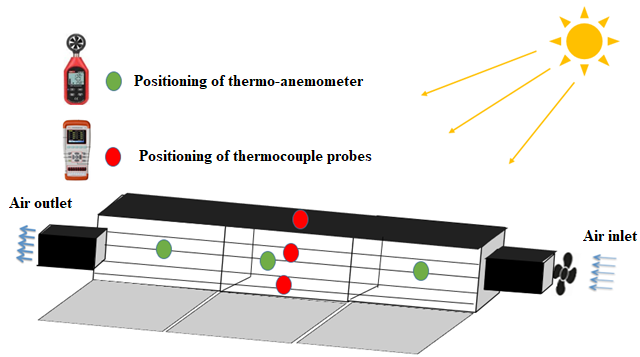 Positioning of thermo-anemometer
Positioning of thermocouple probes
Air outlet
Air inlet